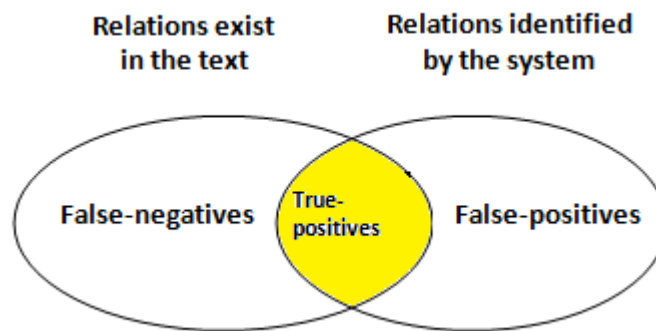 Relations exist
in the text
Relations identified
by the system
False-negatives
True-
positives
False-positives